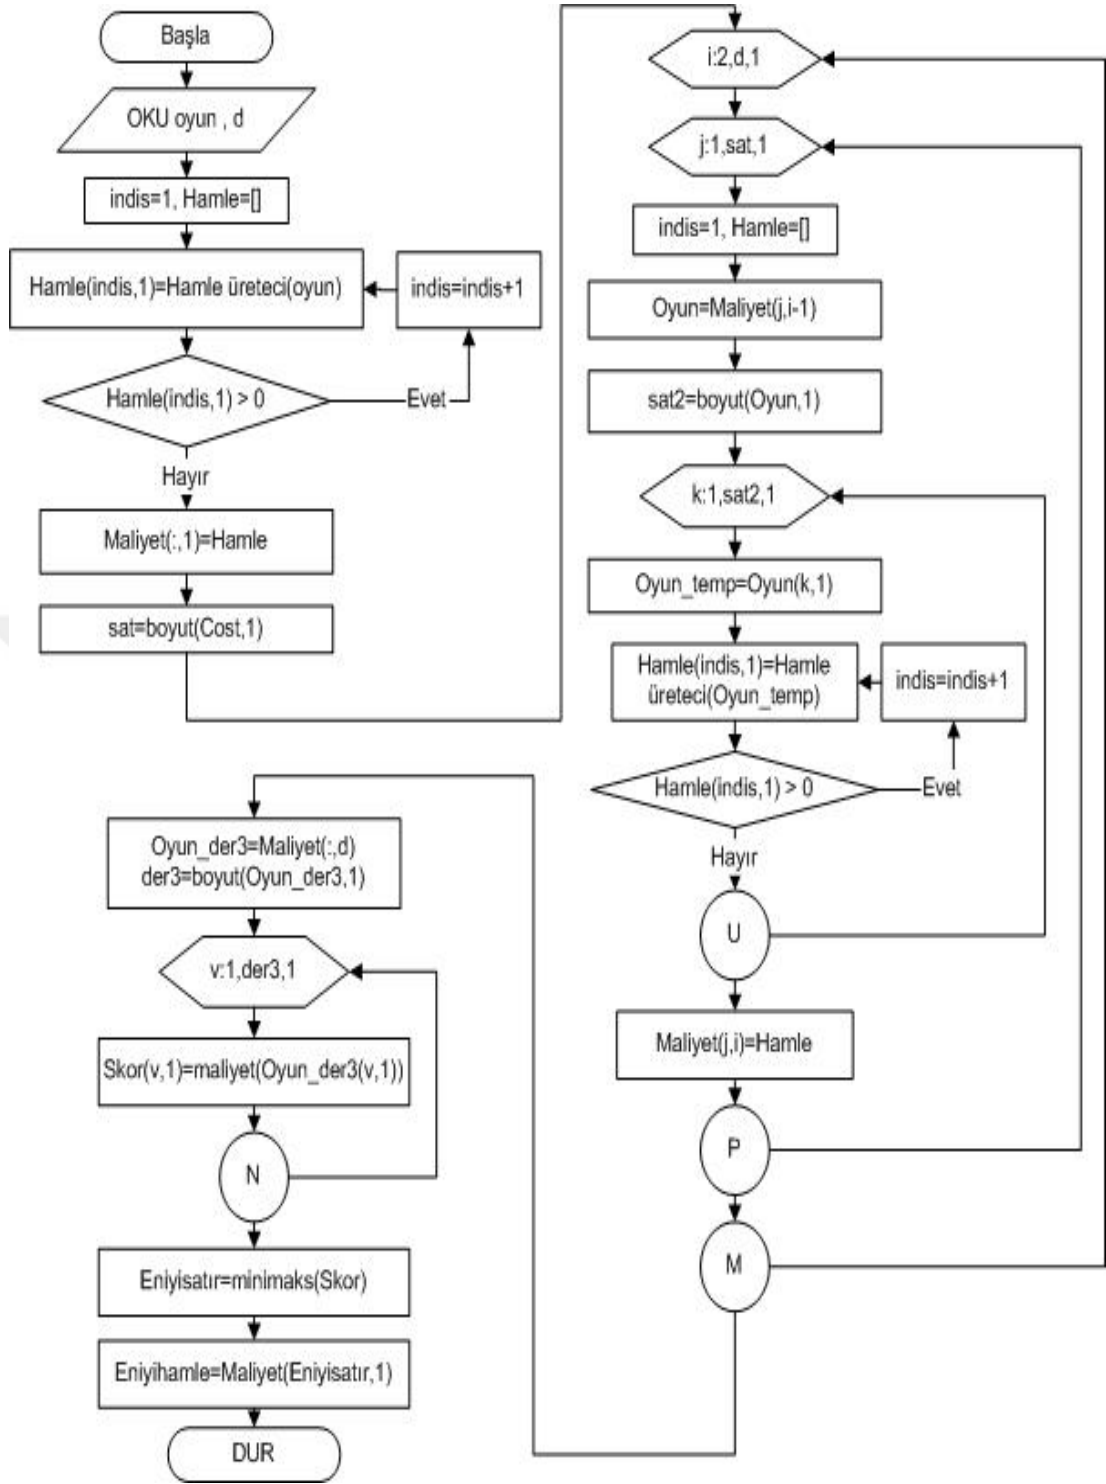 Başla
OKU oyun , d
indis=1, Hamle=[]
Hamle(indis,1)=Hamle üreteci(oyun)
indis=indis+1
Hamle(indis,1) > 0
Evet
Hayır
Maliyet(:,1)=Hamle
sat=boyut(Cost,1)
i:2,d,1
j:1,sat,1
indis=1, Hamle=[]
Oyun=Maliyet(j,i-1)
sat2=boyut(Oyun,1)
k:1,sat2,1
Oyun_temp=Oyun(k,1)
Hamle(indis,1)=Hamle
üreteci(Oyun_temp)
indis=indis+1
Hamle(indis,1) > 0
Evet
Hayır
U
Maliyet(j,i)=Hamle
P
M
Oyun_der3=Maliyet(:,d)
der3=boyut(Oyun_der3,1)
v:1,der3,1
Skor(v,1)=maliyet(Oyun_der3(v,1))
N
Eniyisatır=minimaks(Skor)
Eniyihamle=Maliyet(Eniyisatır,1)
DUR